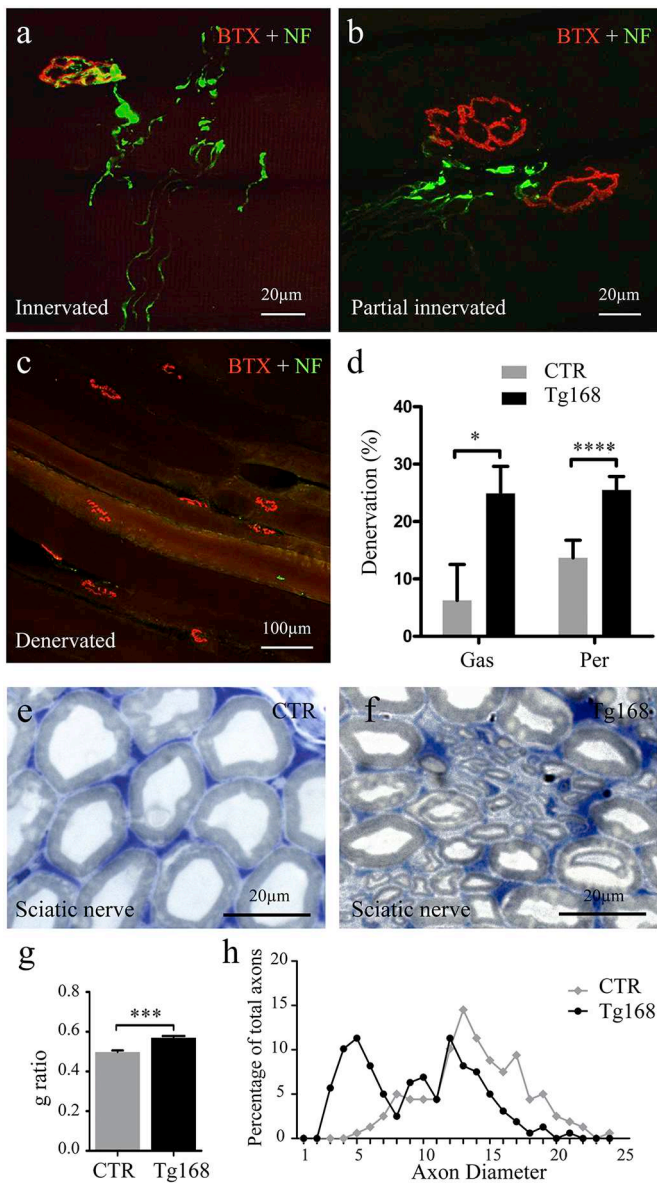 a
BTX + NF
Innervated
20μm
b
BTX + NF
Partial innervated
20μm
c
BTX + NF
Denervated
100μm
d
CTR
Tg168
Denervation (%)
40
30
20
10
0
*
****
Gas
Per
e
CTR
Sciatic nerve
20μm
f
Tg168
Sciatic nerve
20μm
g
g ratio
0.8
0.6
0.4
0.2
0.0
***
CTR
Tg168
h
CTR
Tg168
Percentage of total axons
20
15
10
5
0
1 5 10 15 20 25
Axon Diameter